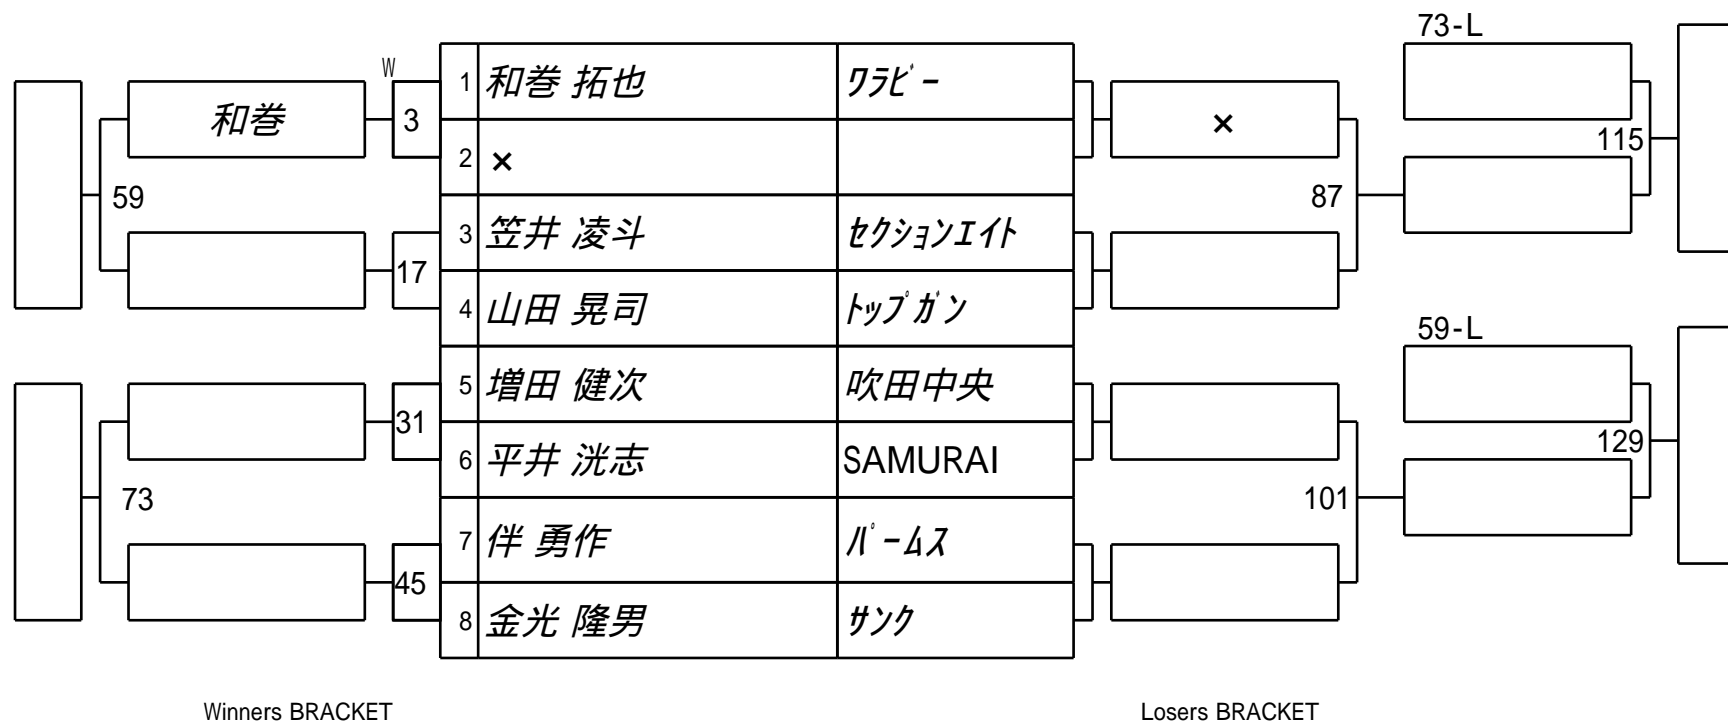 73-L
W
1 和巻 拓也 ﾜﾗﾋﾞｰ
和巻 3 ×
115
2 ×
59 87
3 笠井 凌斗 ｾｸｼｮﾝｴｲﾄ
17
4 山田 晃司 ﾄｯﾌﾟｶﾞﾝ
59-L
5 増田 健次 吹田中央
31
129
6 平井 洸志 SAMURAI
73 101
7 伴 勇作 ﾊﾟｰﾑｽ
45
8 金光 隆男 ｻﾝｸ
Winners BRACKET Losers BRACKET